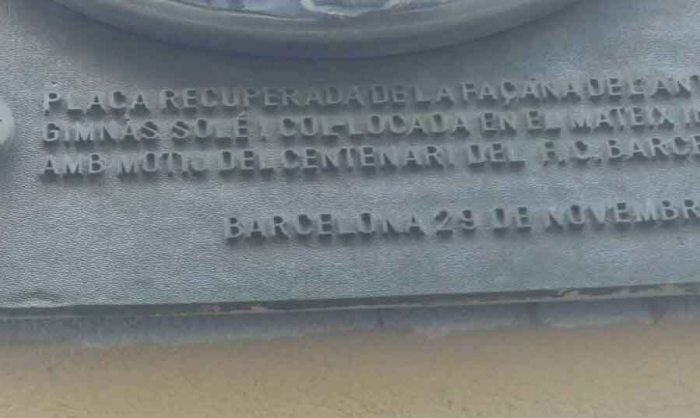 PLACA RECUPERADA DE LA FAÇANA DE L'AN
GIMNÀS SOLÉ I COL·LOCADA EN EL MATEIX
AMB MOTIU DEL CENTENARI DEL F.C. BARCE
BARCELONA 29 DE NOVEMBR